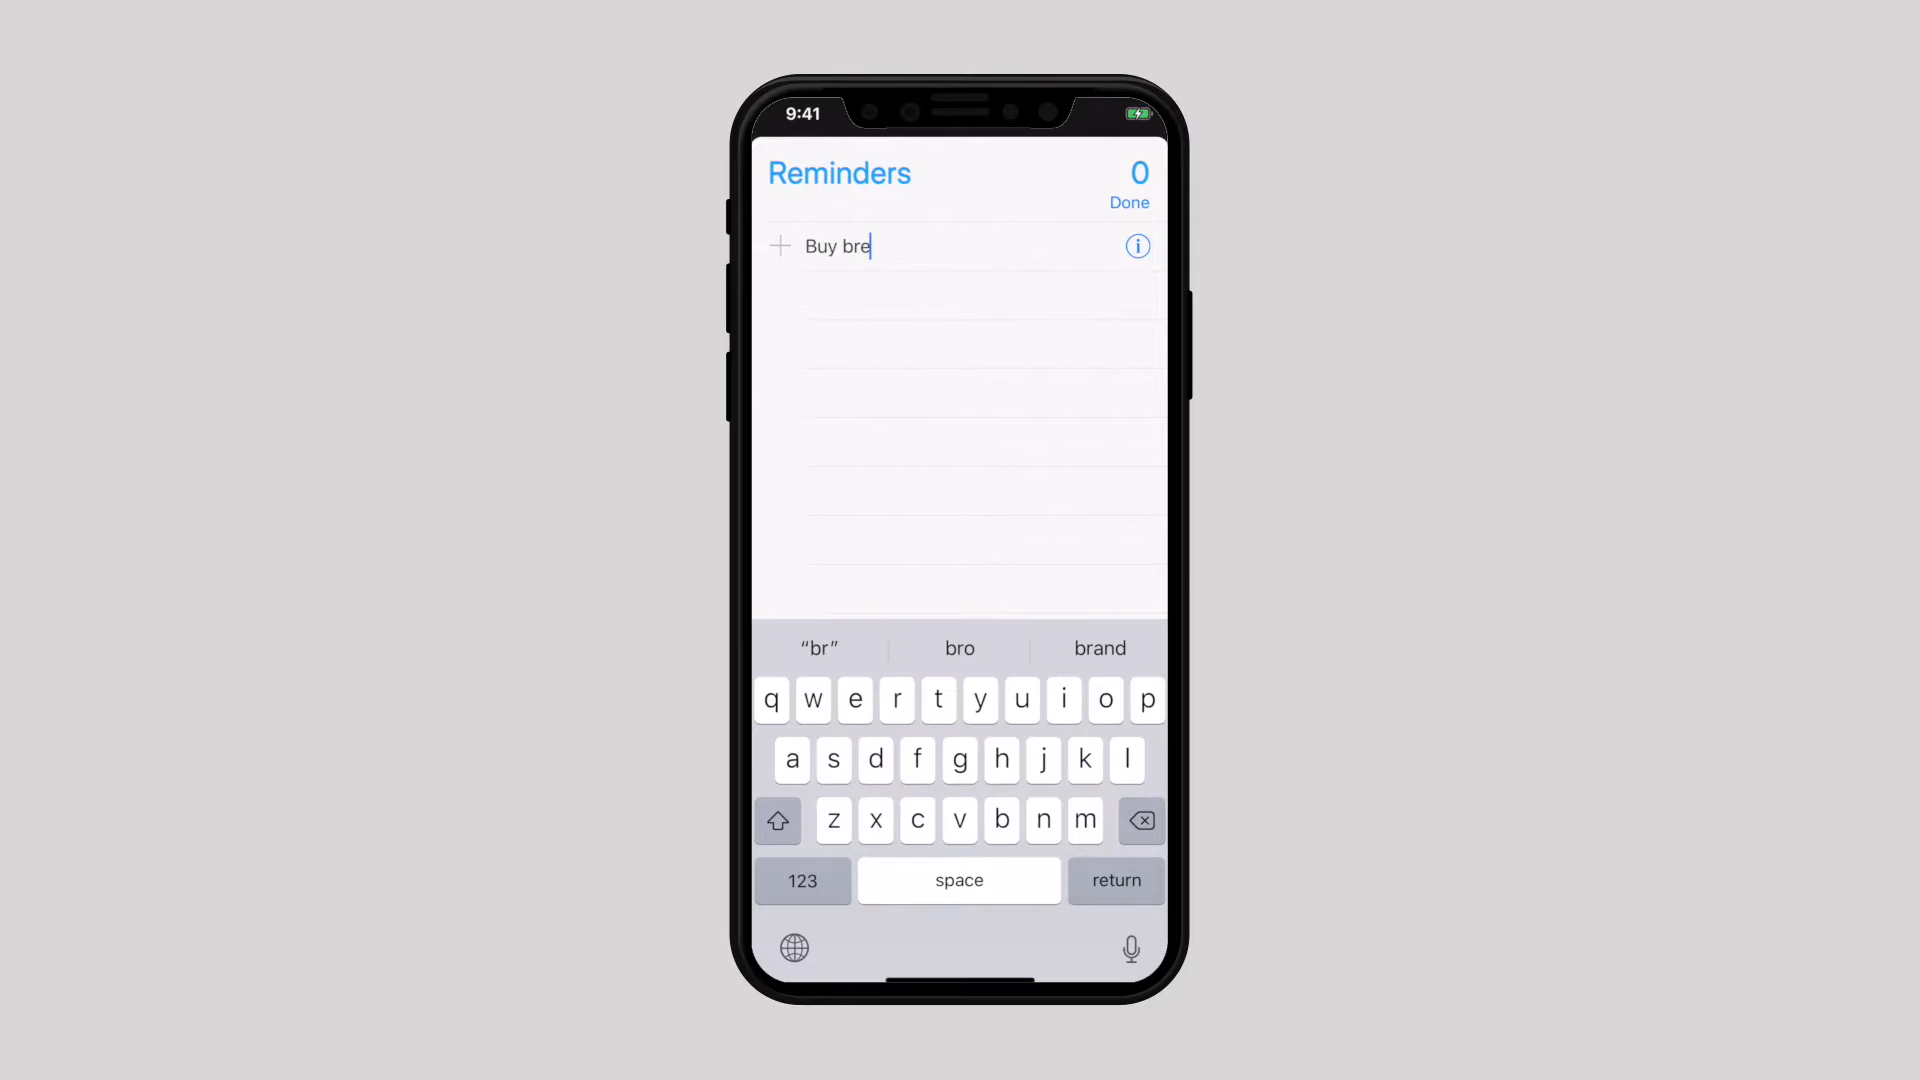 9:41
Reminders 0
Done
Buy bre
“br” bro brand
q w e r t y u i o p
a s d f g h j k l
z x c v b n m
123 space return